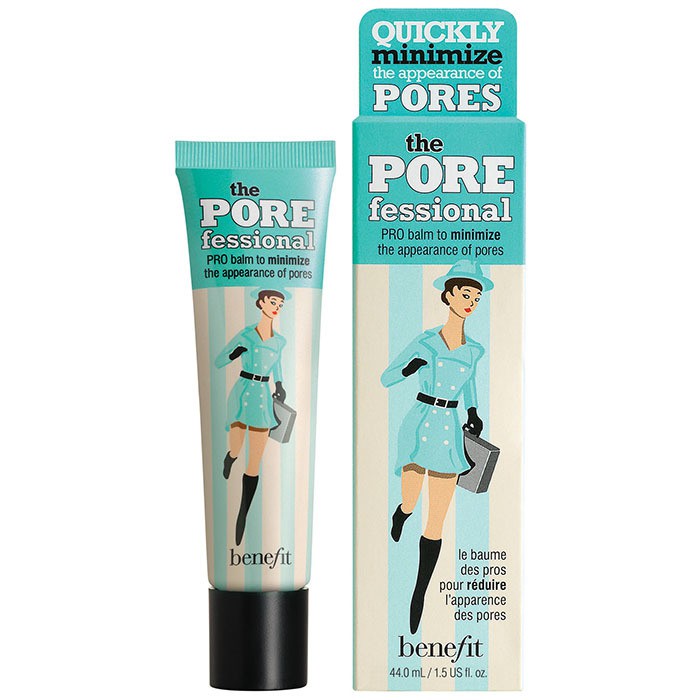 the
PORE
fessional
PRO balm to minimize
the appearance of pores
benefit
QUICKLY
minimize
the appearance of
PORES
the
PORE
fessional
PRO balm to minimize
the appearance of pores
le baume
des pros
pour réduire
l'apparence
des pores
benefit
44.0 mL / 1.5 US fl. oz.